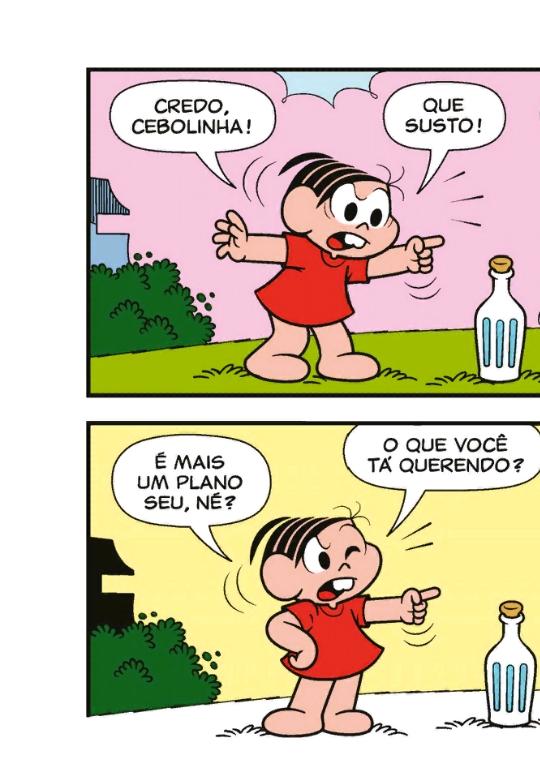 CREDO,
CEBOLINHA!
QUE
SUSTO!
É MAIS
UM PLANO
SEU, NÉ?
O QUE VOCÊ
TÁ QUERENDO?